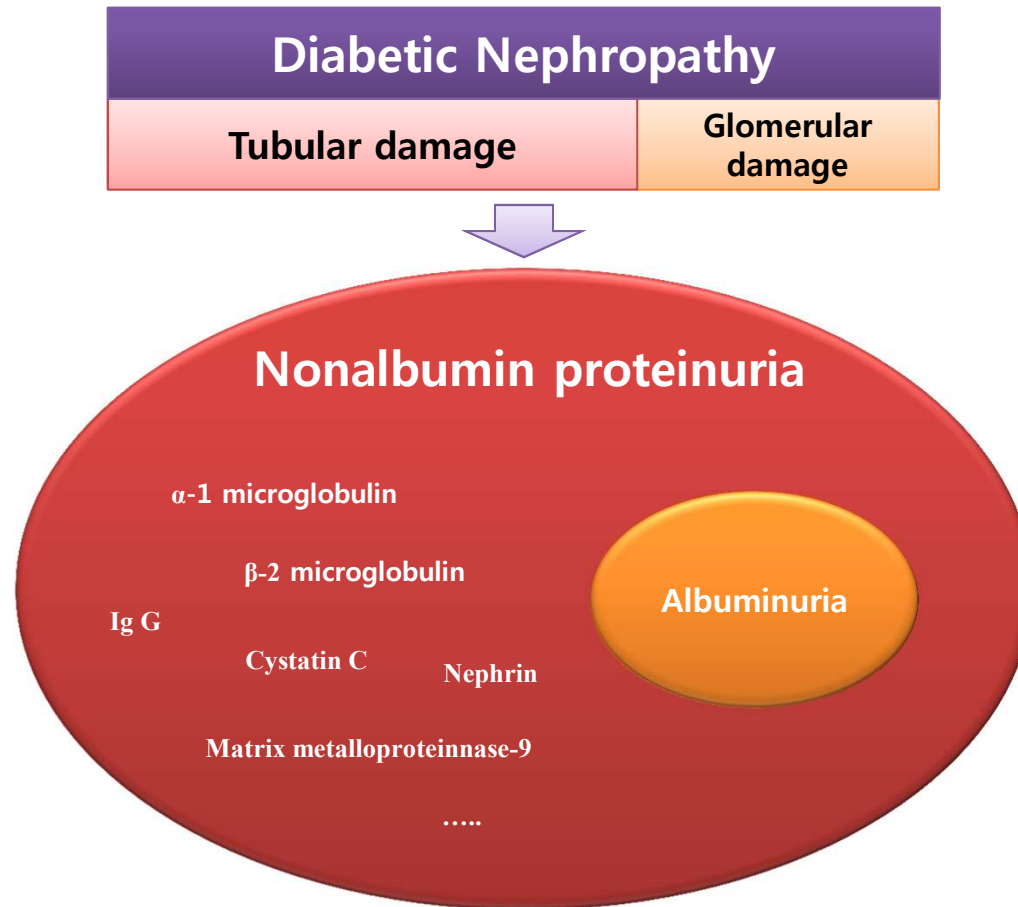 Diabetic Nephropathy
Tubular damage
Glomerular
damage
Nonalbumin proteinuria
α-1 microglobulin
β-2 microglobulin
Albuminuria
Ig G
Cystatin C
Nephrin
Matrix metalloproteinnase-9
.....